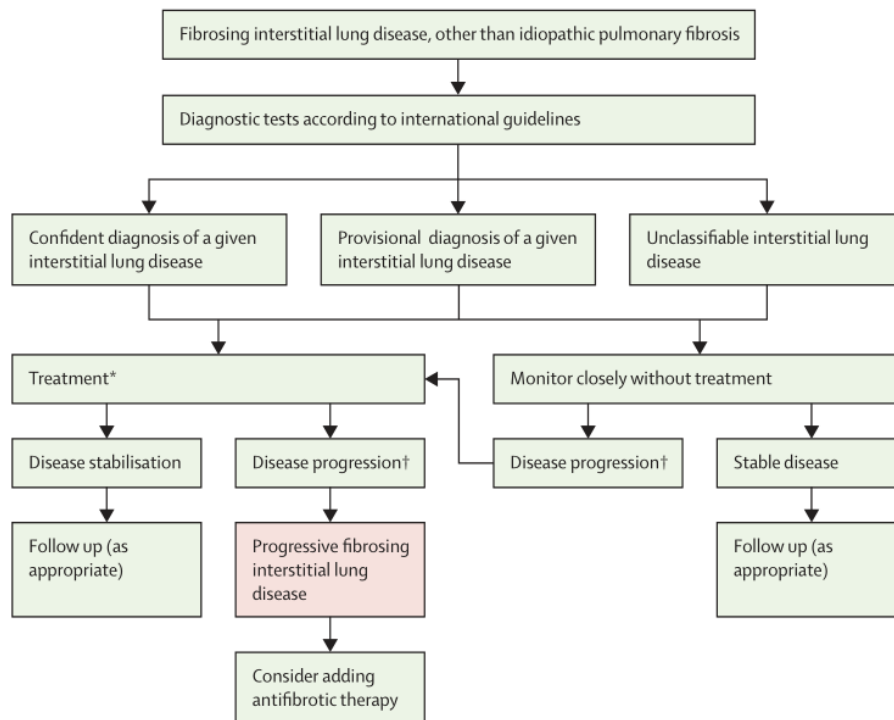 Fibrosing interstitial lung disease, other than idiopathic pulmonary fibrosis
Diagnostic tests according to international guidelines
Confident diagnosis of a given
interstitial lung disease
Provisional diagnosis of a given
interstitial lung disease
Unclassifiable interstitial lung
disease
Treatment*
Monitor closely without treatment
Disease stabilisation
Disease progression†
Disease progression†
Stable disease
Follow up (as
appropriate)
Progressive fibrosing
interstitial lung
disease
Follow up (as
appropriate)
Consider adding
antifibrotic therapy